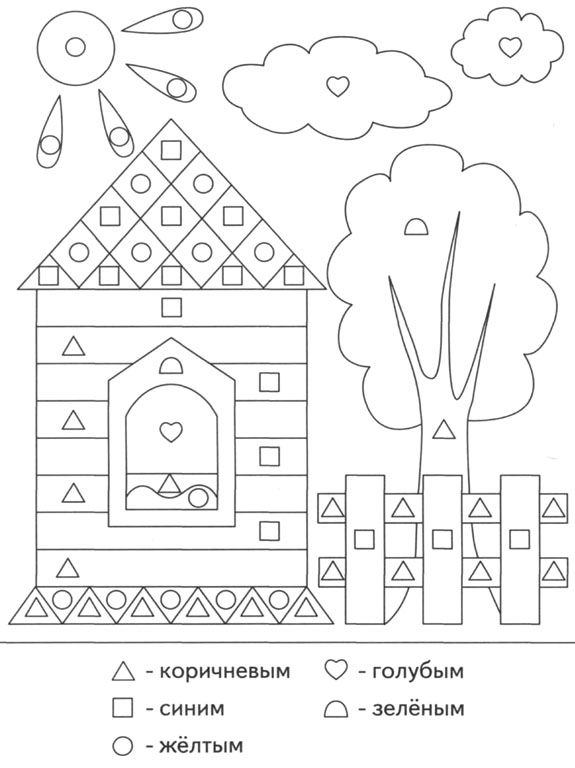 - коричневым
- голубым
- синим
- зелёным
- жёлтым